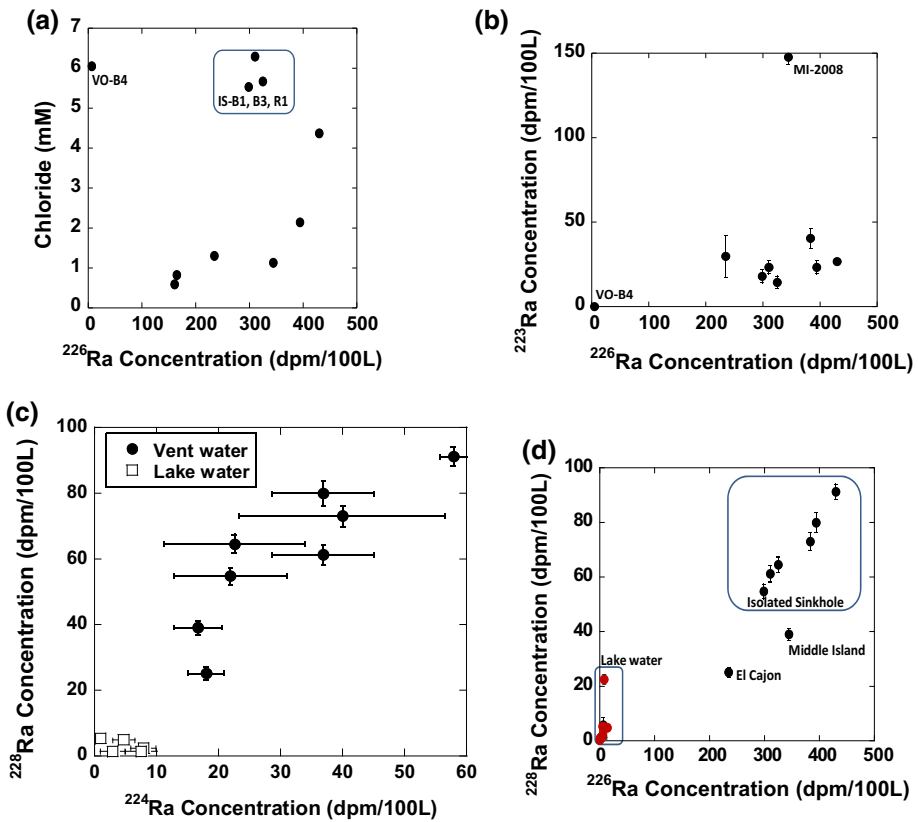 (a)
7
6
5
4
3
2
1
0
Chloride (mM)
VO-B4
IS-B1, B3, R1
0 100 200 300 400 500
²²⁶Ra Concentration (dpm/100L)
(b)
150
100
50
0
²²³Ra Concentration (dpm/100L)
MI-2008
VO-B4
0 100 200 300 400 500
²²⁶Ra Concentration (dpm/100L)
(c)
100
80
60
40
20
0
²²⁸Ra Concentration (dpm/100L)
Vent water
Lake water
0 10 20 30 40 50 60
²²⁴Ra Concentration (dpm/100L)
(d)
100
80
60
40
20
0
²²⁸Ra Concentration (dpm/100L)
Isolated Sinkhole
Middle Island
Lake water
El Cajon
0 100 200 300 400 500
²²⁶Ra Concentration (dpm/100L)